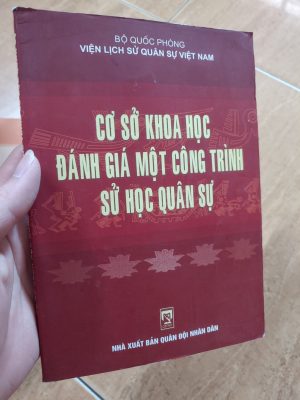 BỘ QUỐC PHÒNG
VIỆN LỊCH SỬ QUÂN SỰ VIỆT NAM
CƠ SỞ KHOA HỌC
ĐÁNH GIÁ MỘT CÔNG TRÌNH
SỬ HỌC QUÂN SỰ
NHÀ XUẤT BẢN QUÂN ĐỘI NHÂN DÂN